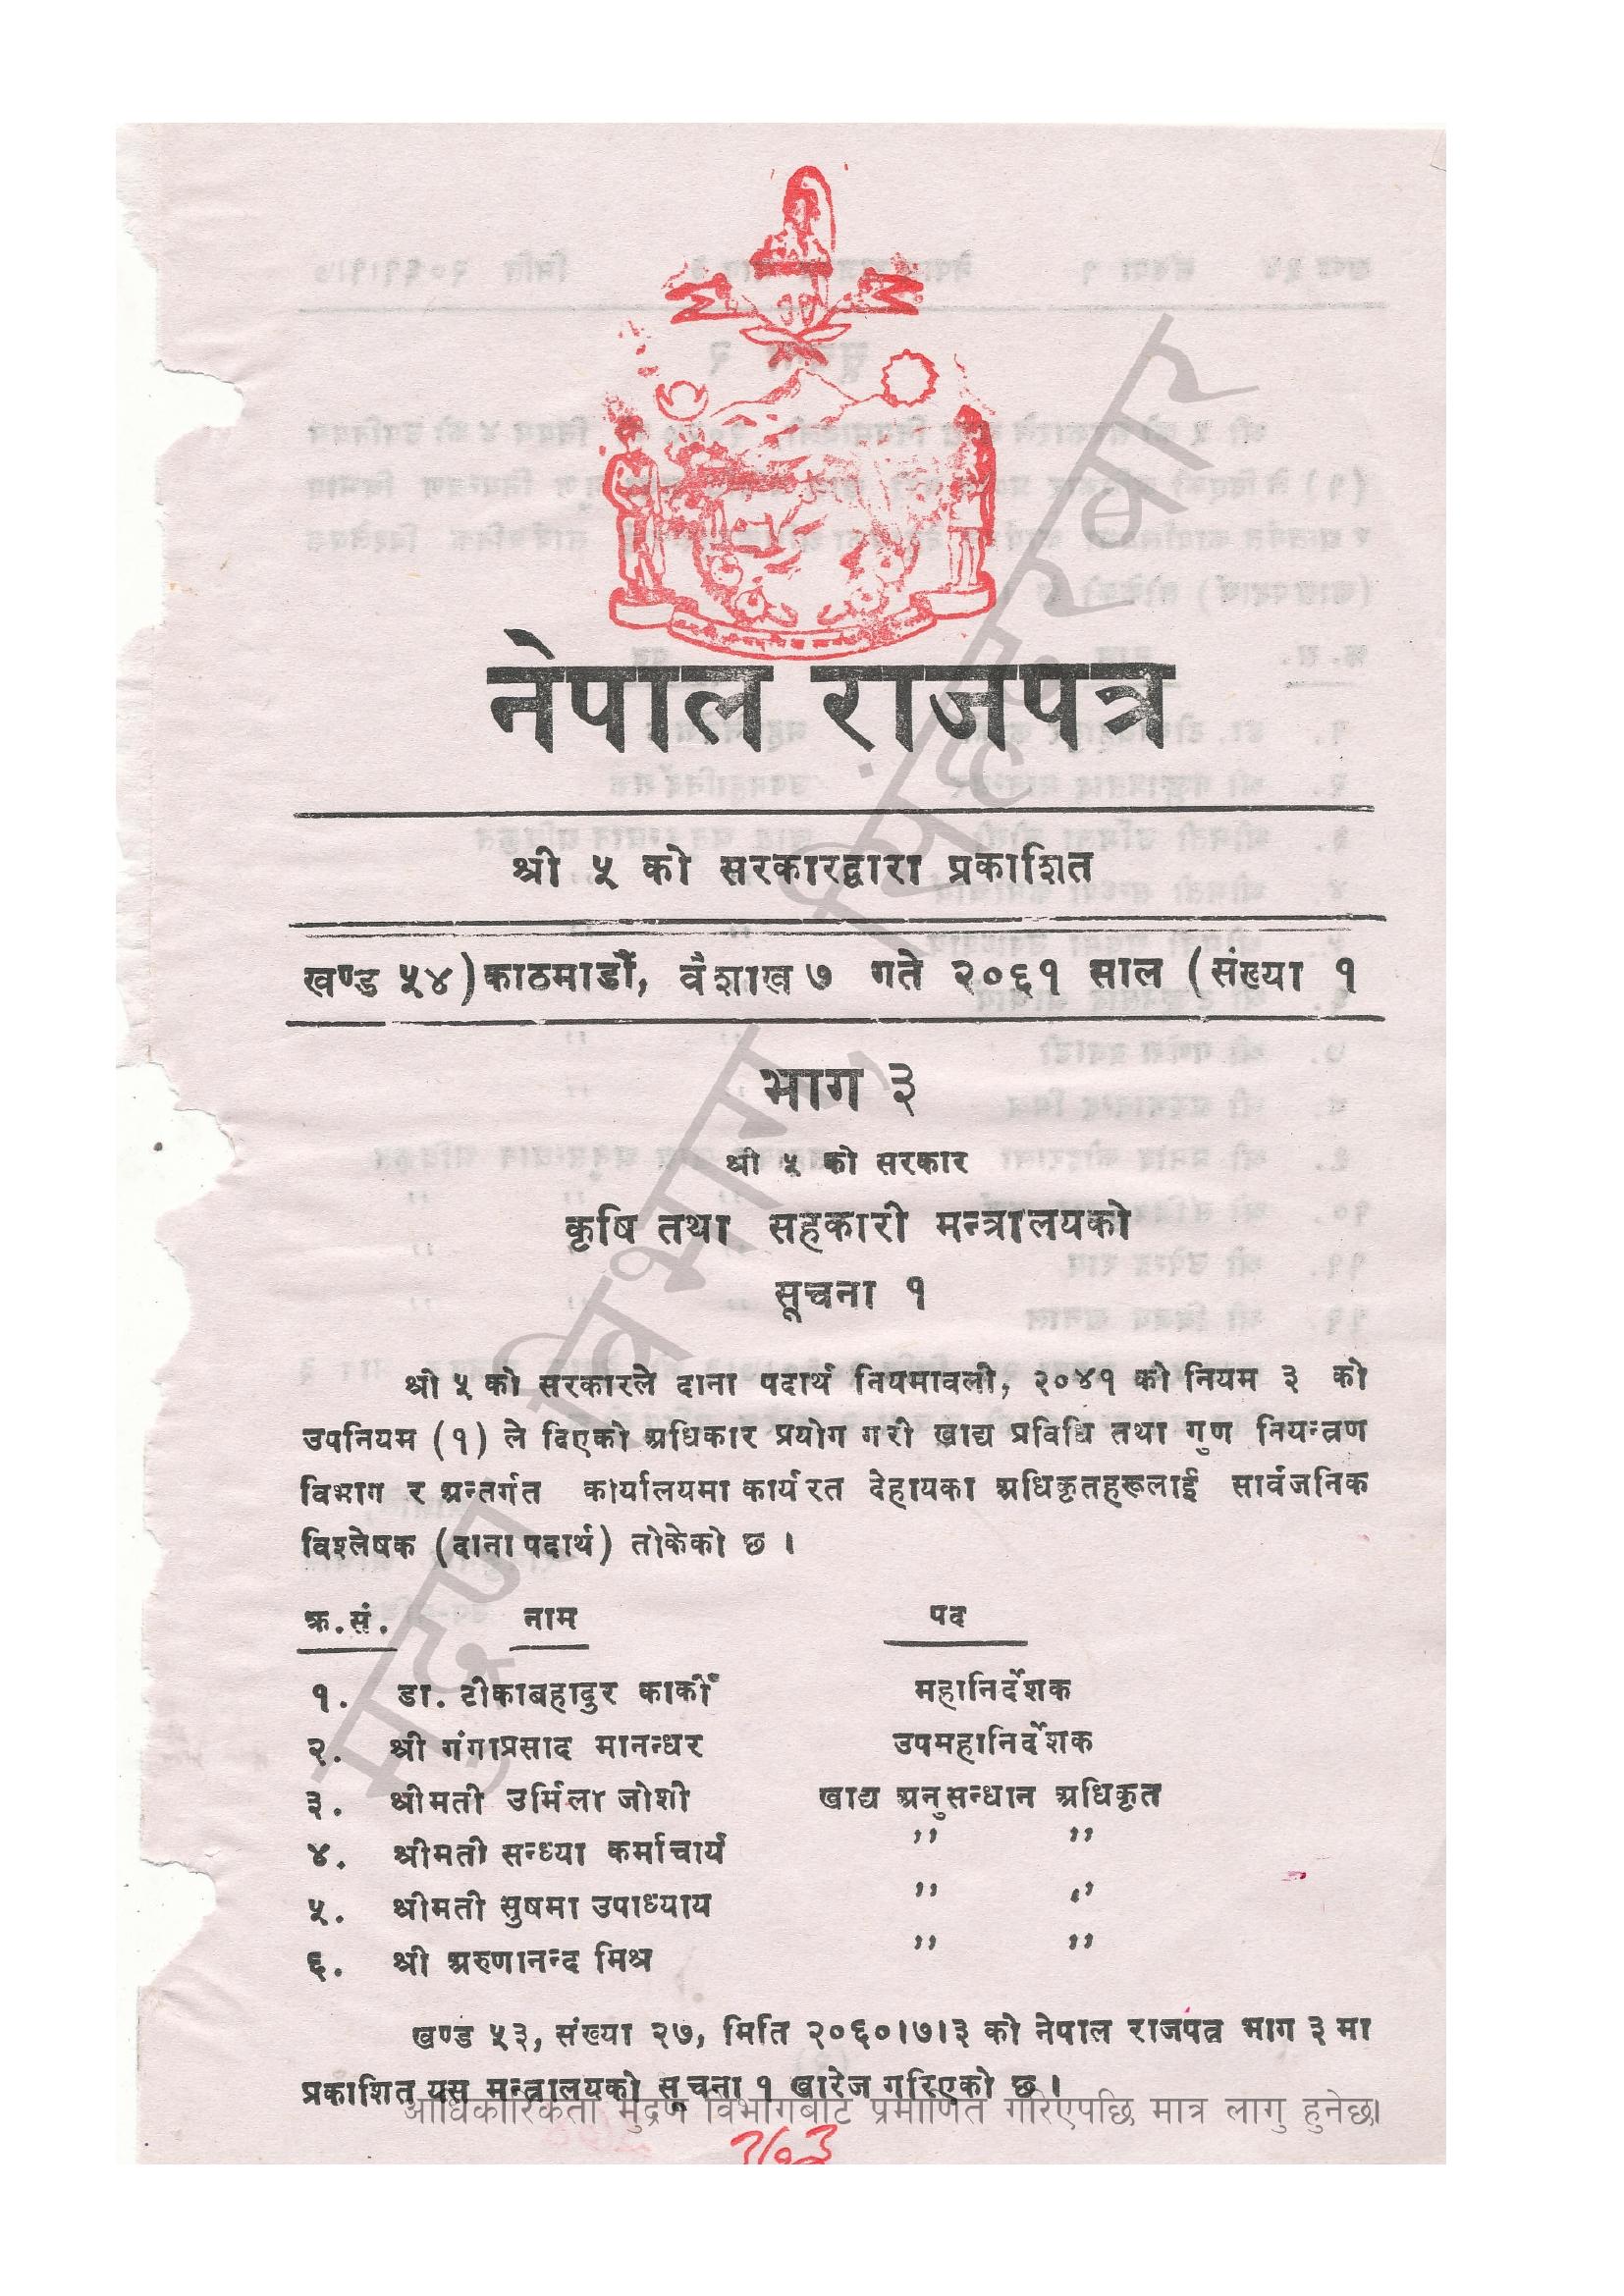 नेपाल राजपत्र
श्री ५ को सरकारद्वारा प्रकाशित
खण्ड ५४) काठमाडौं, वैशाख ७ गते २०६१ साल (संख्या १
भाग ३
श्री ५ को सरकार
कृषि तथा सहकारी मन्त्रालयको
सूचना १
श्री ५ को सरकारले दाना पदार्थ नियमावली, २०४१ को नियम ३ को
उपनियम (१) ले दिएको अधिकार प्रयोग गरी खाद्य प्रविधि तथा गुण नियन्त्रण
विभाग र अन्तर्गत कार्यालयमा कार्यरत देहायका अधिकृतहरूलाई सार्वजनिक
विश्लेषक (दाना पदार्थ) तोकेको छ ।
क्र.सं. नाम पद
१. डा. टीकाबहादुर कार्की महानिर्देशक
२. श्री गंगाप्रसाद मानन्धर उपमहानिर्देशक
३. श्रीमती उर्मिला जोशी खाद्य अनुसन्धान अधिकृत
४. श्रीमती सन्ध्या कर्माचार्य ,, ,,
५. श्रीमती सुषमा उपाध्याय ,, ,,
६. श्री अरुणानन्द मिश्र ,, ,,
खण्ड ५३, संख्या २७, मिति २०६०।७।३ को नेपाल राजपत्र भाग ३ मा
प्रकाशित यस मन्त्रालयको सूचना १ खारेज गरिएको छ ।
आधिकारिकता मुद्रण विभागबाट प्रमाणित गरिएपछि मात्र लागु हुनेछ।
मुद्रण विभाग, सिंहदरबार